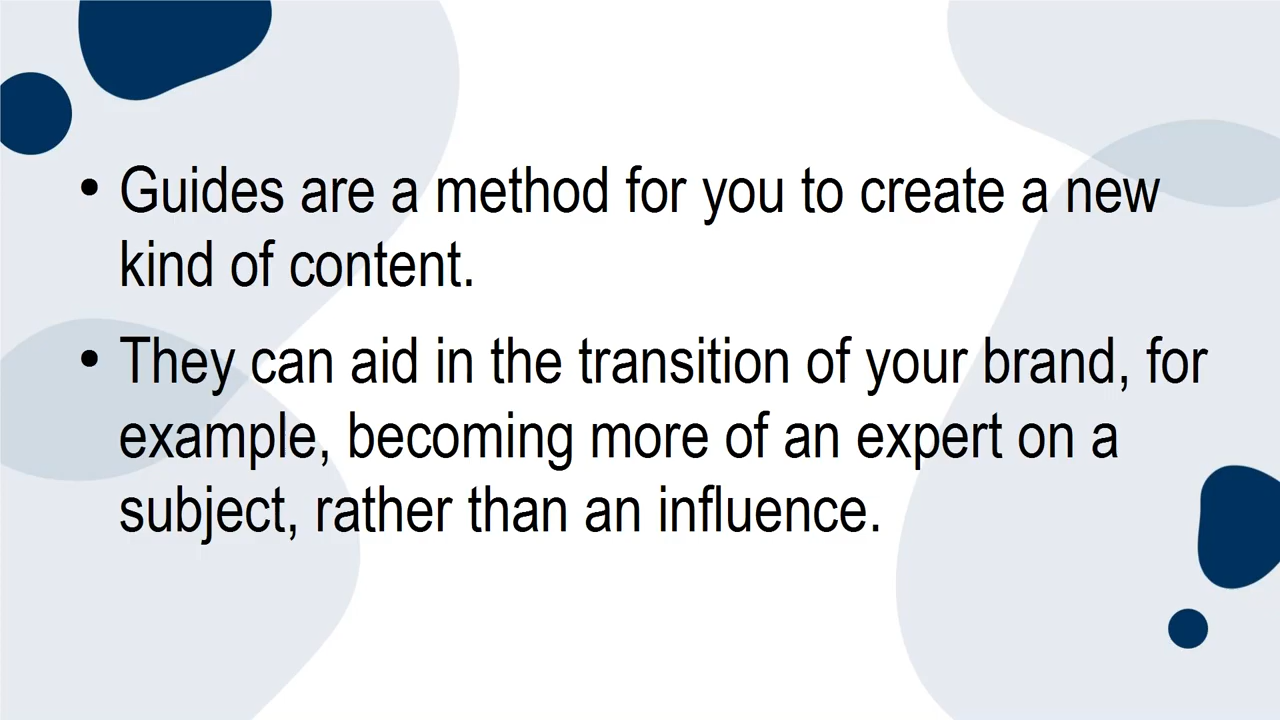 • Guides are a method for you to create a new
kind of content.
• They can aid in the transition of your brand, for
example, becoming more of an expert on a
subject, rather than an influence.